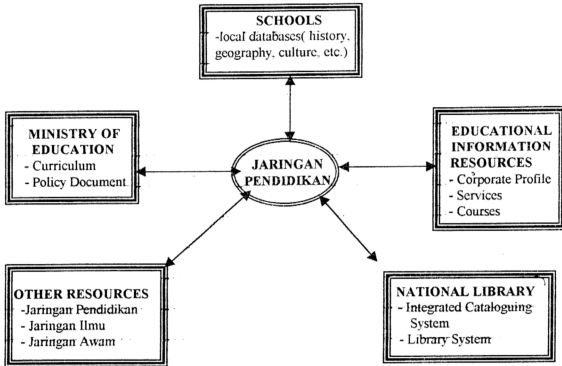 SCHOOLS
-local databases( history,
geography, culture, etc.)
MINISTRY OF
EDUCATION
- Curriculum
- Policy Document
JARINGAN
PENDIDIKAN
EDUCATIONAL
INFORMATION
RESOURCES
- Corporate Profile
- Services
- Courses
OTHER RESOURCES
-Jaringan Pendidikan
- Jaringan Ilmu
- Jaringan Awam
NATIONAL LIBRARY
- Integrated Cataloguing
System
- Library System